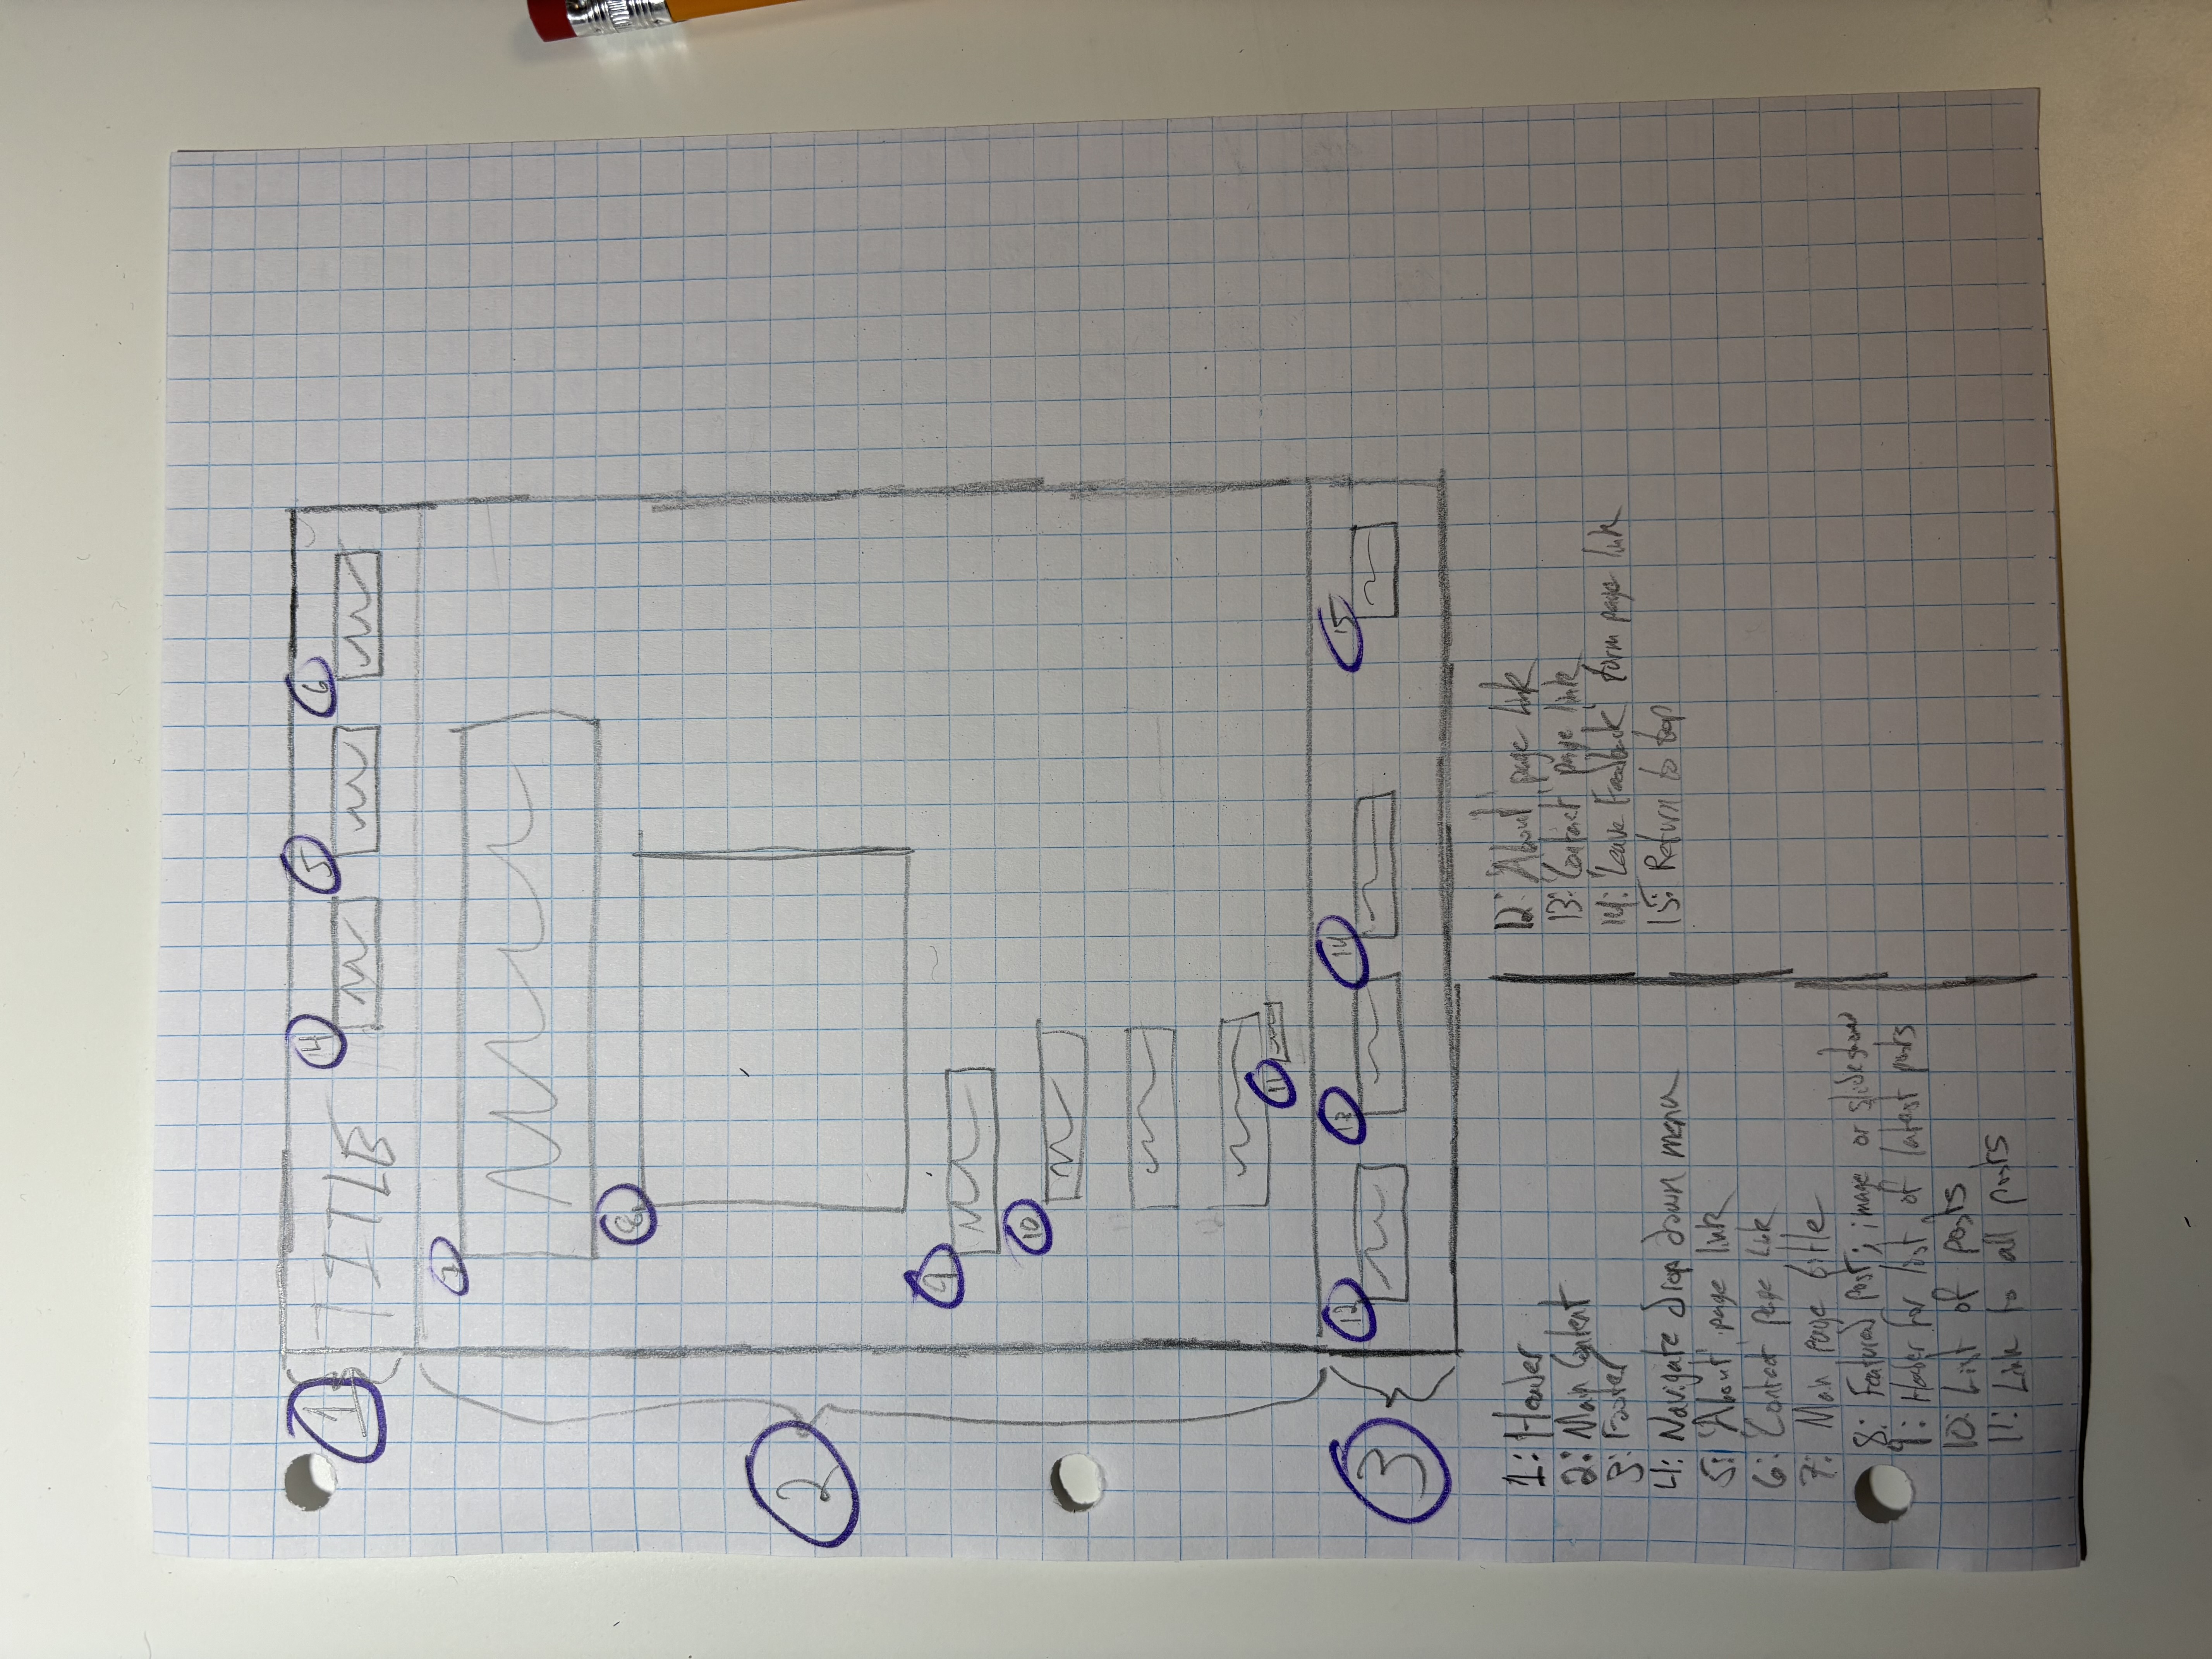 1 TITLE 4 5 6
7
8
2
9
10
11
3 12 13 14 15
1: Header
2: Main Content
3: Footer
4: Navigate drop down menu
5: 'About' page link
6: 'Contact' page link
7: Main page title
8: Featured post; image or slideshow
9: Header for list of latest posts
10: List of posts
11: Link to all posts
12: 'About' page link
13: 'Contact' page link
14: 'Leave Feedback' form page link
15: Return to top